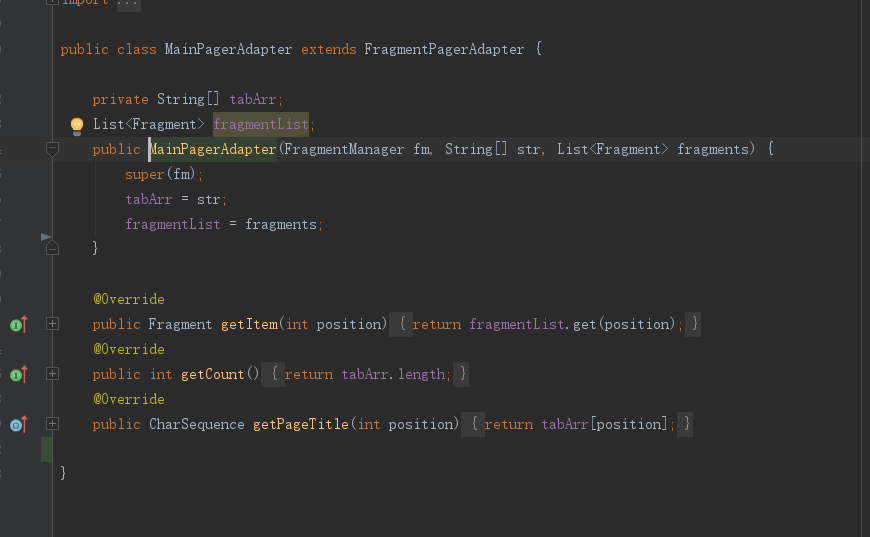 import ...
public class MainPagerAdapter extends FragmentPagerAdapter {
private String[] tabArr;
List<Fragment> fragmentList;
public MainPagerAdapter(FragmentManager fm, String[] str, List<Fragment> fragments) {
super(fm);
tabArr = str;
fragmentList = fragments;
}
@Override
public Fragment getItem(int position) { return fragmentList.get(position); }
@Override
public int getCount() { return tabArr.length; }
@Override
public CharSequence getPageTitle(int position) { return tabArr[position]; }
}